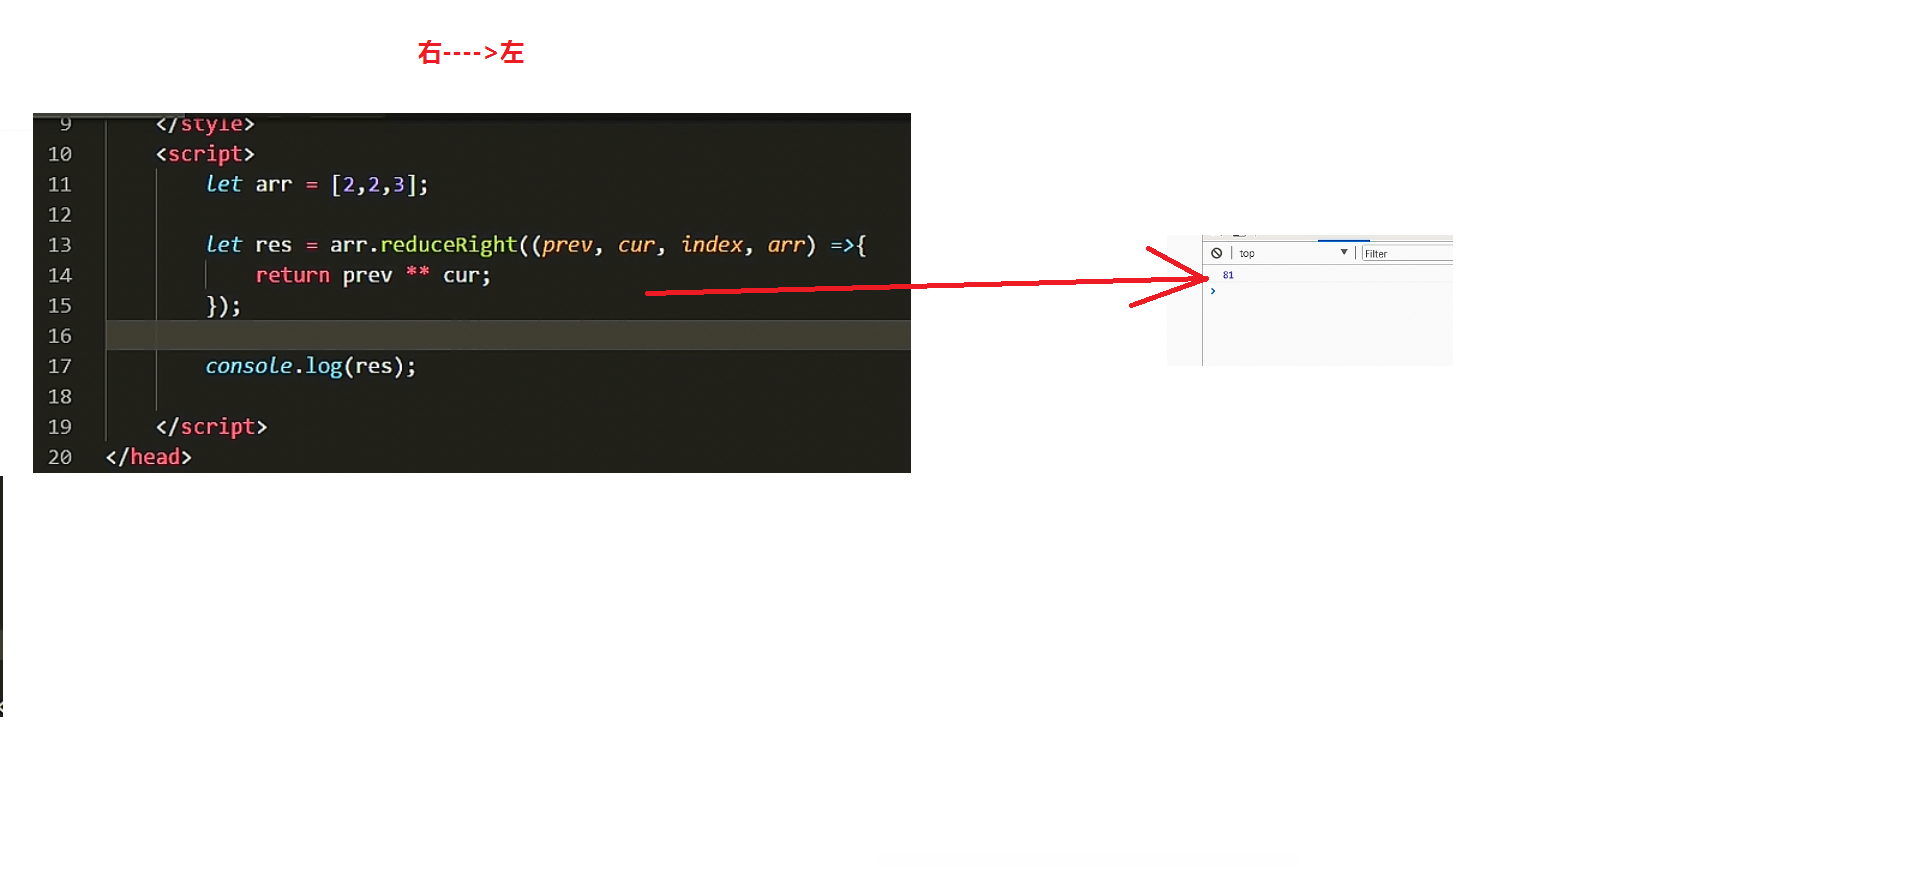 右---->左
9 </style>
10 <script>
11 let arr = [2,2,3];
12
13 let res = arr.reduceRight((prev, cur, index, arr) =>{
14 return prev ** cur;
15 });
16
17 console.log(res);
18
19 </script>
20 </head>
top ▼ Filter
81
>